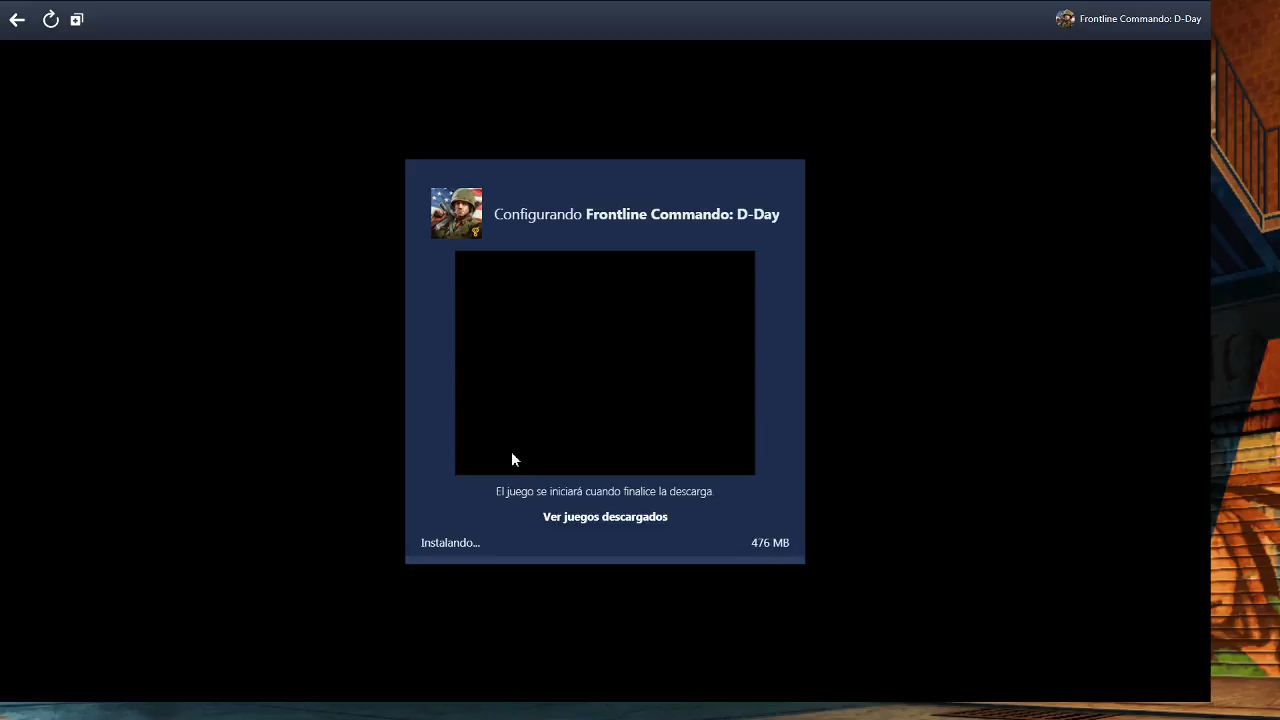 Frontline Commando: D-Day
Configurando Frontline Commando: D-Day
El juego se iniciará cuando finalice la descarga.
Ver juegos descargados
Instalando... 476 MB